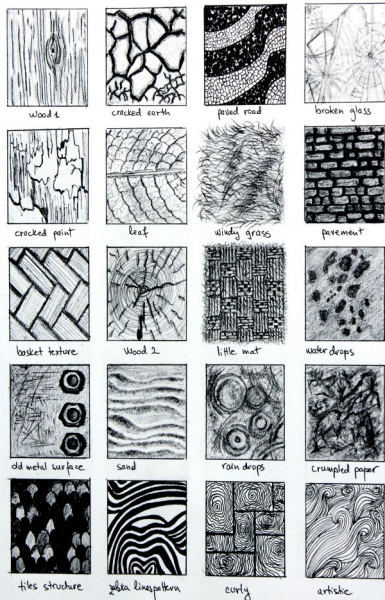 wood 1
cracked earth
paved road
broken glass
cracked paint
leaf
windy grass
pavement
basket texture
wood 2
little mat
water drops
old metal surface
sand
rain drops
crumpled paper
tiles structure
linespattern
curly
artistic